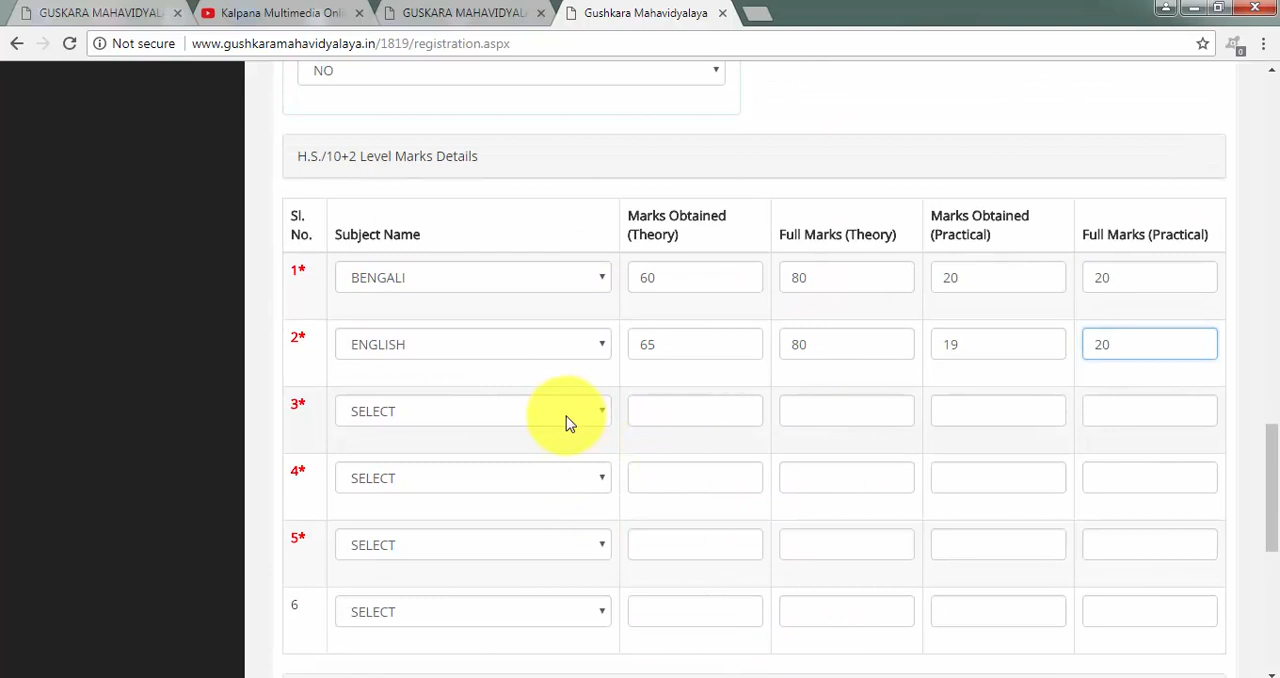 GUSKARA MAHAVIDYAL
Kalpana Multimedia Onl
GUSKARA MAHAVIDYAL
Gushkara Mahavidyalaya
Not secure
www.gushkaramahavidyalaya.in/1819/registration.aspx
0
NO
H.S./10+2 Level Marks Details
Sl. No. Subject Name Marks Obtained (Theory) Full Marks (Theory) Marks Obtained (Practical) Full Marks (Practical)
1* BENGALI 60 80 20 20
2* ENGLISH 65 80 19 20
3* SELECT
4* SELECT
5* SELECT
6 SELECT